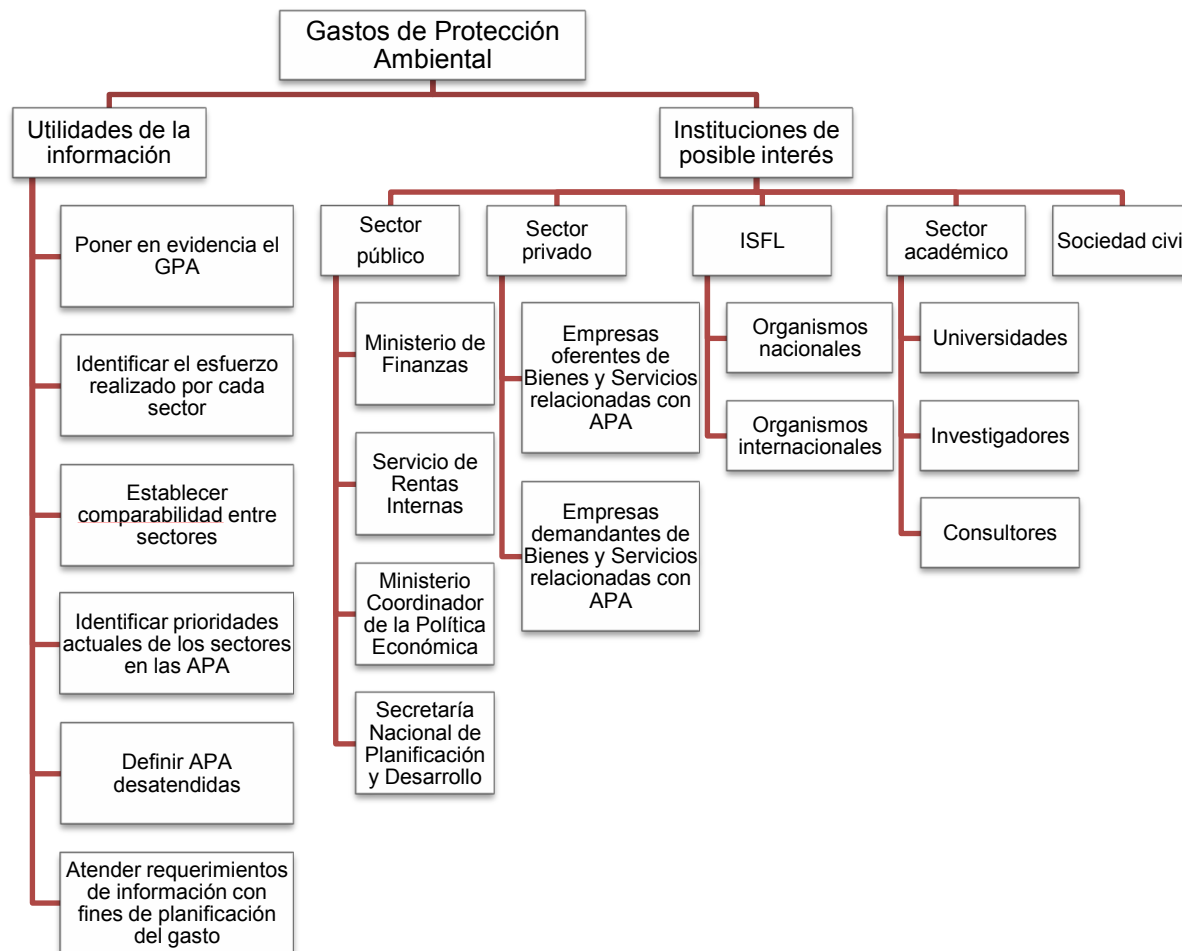 Gastos de Protección
Ambiental
Utilidades de la
información
Poner en evidencia el
GPA
Identificar el esfuerzo
realizado por cada
sector
Establecer
comparabilidad entre
sectores
Identificar prioridades
actuales de los sectores
en las APA
Definir APA
desatendidas
Atender requerimientos
de información con
fines de planificación
del gasto
Instituciones de
posible interés
Sector
público
Ministerio de
Finanzas
Servicio de
Rentas
Internas
Ministerio
Coordinador
de la Política
Económica
Secretaría
Nacional de
Planificación
y Desarrollo
Sector
privado
Empresas
oferentes de
Bienes y Servicios
relacionadas con
APA
Empresas
demandantes de
Bienes y Servicios
relacionadas con
APA
ISFL
Organismos
nacionales
Organismos
internacionales
Sector
académico
Universidades
Investigadores
Consultores
Sociedad civi